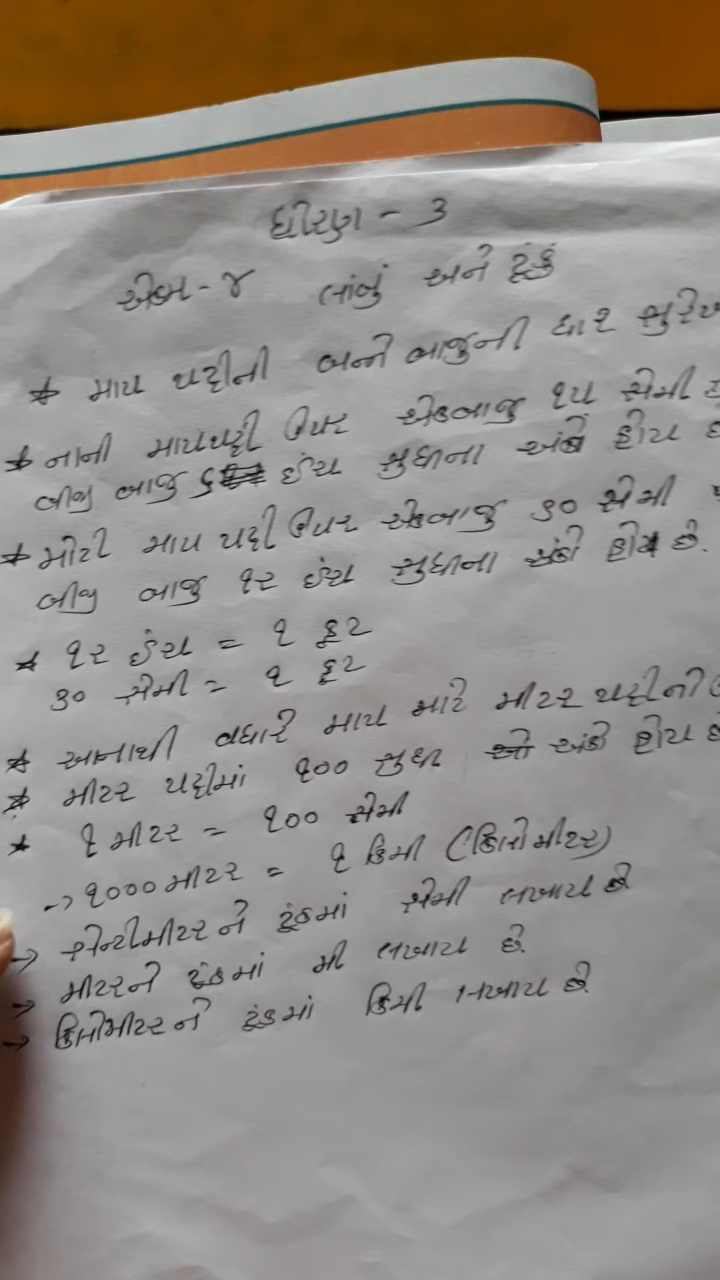 ધોરણ - ૩
એકમ - ૪ લાંબું અને ટૂંકું
* માપ પટ્ટીની બન્ને બાજુની ધાર
* નાની માપપટ્ટી ઉપર એકબાજુ ૧૫ સેમી
બીજી બાજુ ૬ ઈંચ સુધીના અંકો હોય
* મોટી માપ પટ્ટી ઉપર એકબાજુ ૩૦ સેમી
બીજી બાજુ ૧૨ ઈંચ સુધીના અંકો હોય છે.
* ૧૨ ઈંચ = ૧ ફૂટ
૩૦ સેમી = ૧ ફૂટ
* આનાથી વધારે માપ માટે મીટર પટ્ટીનો
* મીટર પટ્ટીમાં ૧૦૦ સુધી અંકો હોય
* ૧ મીટર = ૧૦૦ સેમી
-> ૧૦૦૦ મીટર = ૧ કિમી (કિલોમીટર)
-> સેન્ટીમીટરને ટૂંકમાં સેમી લખાય છે
-> મીટરને ટૂંકમાં મી લખાય છે
-> કિલોમીટરને ટૂંકમાં કિમી લખાય છે